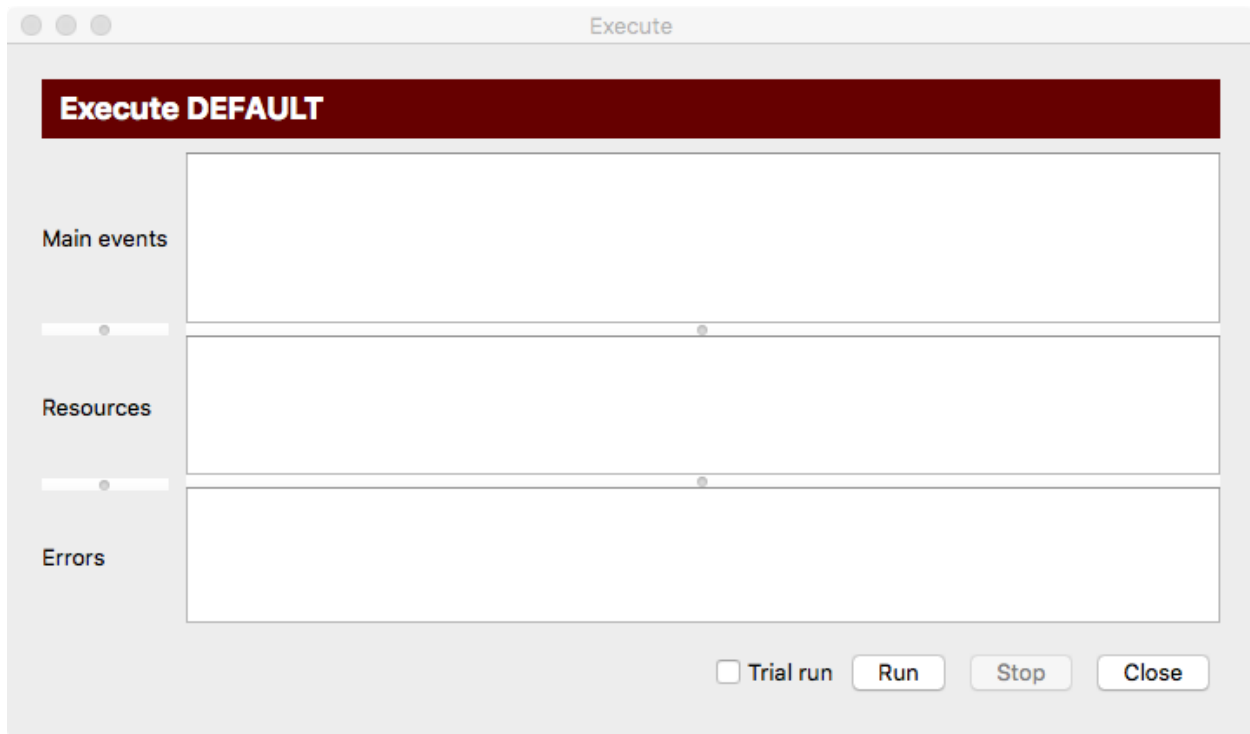 Execute
Execute DEFAULT
Main events
Resources
Errors
Trial run Run Stop Close